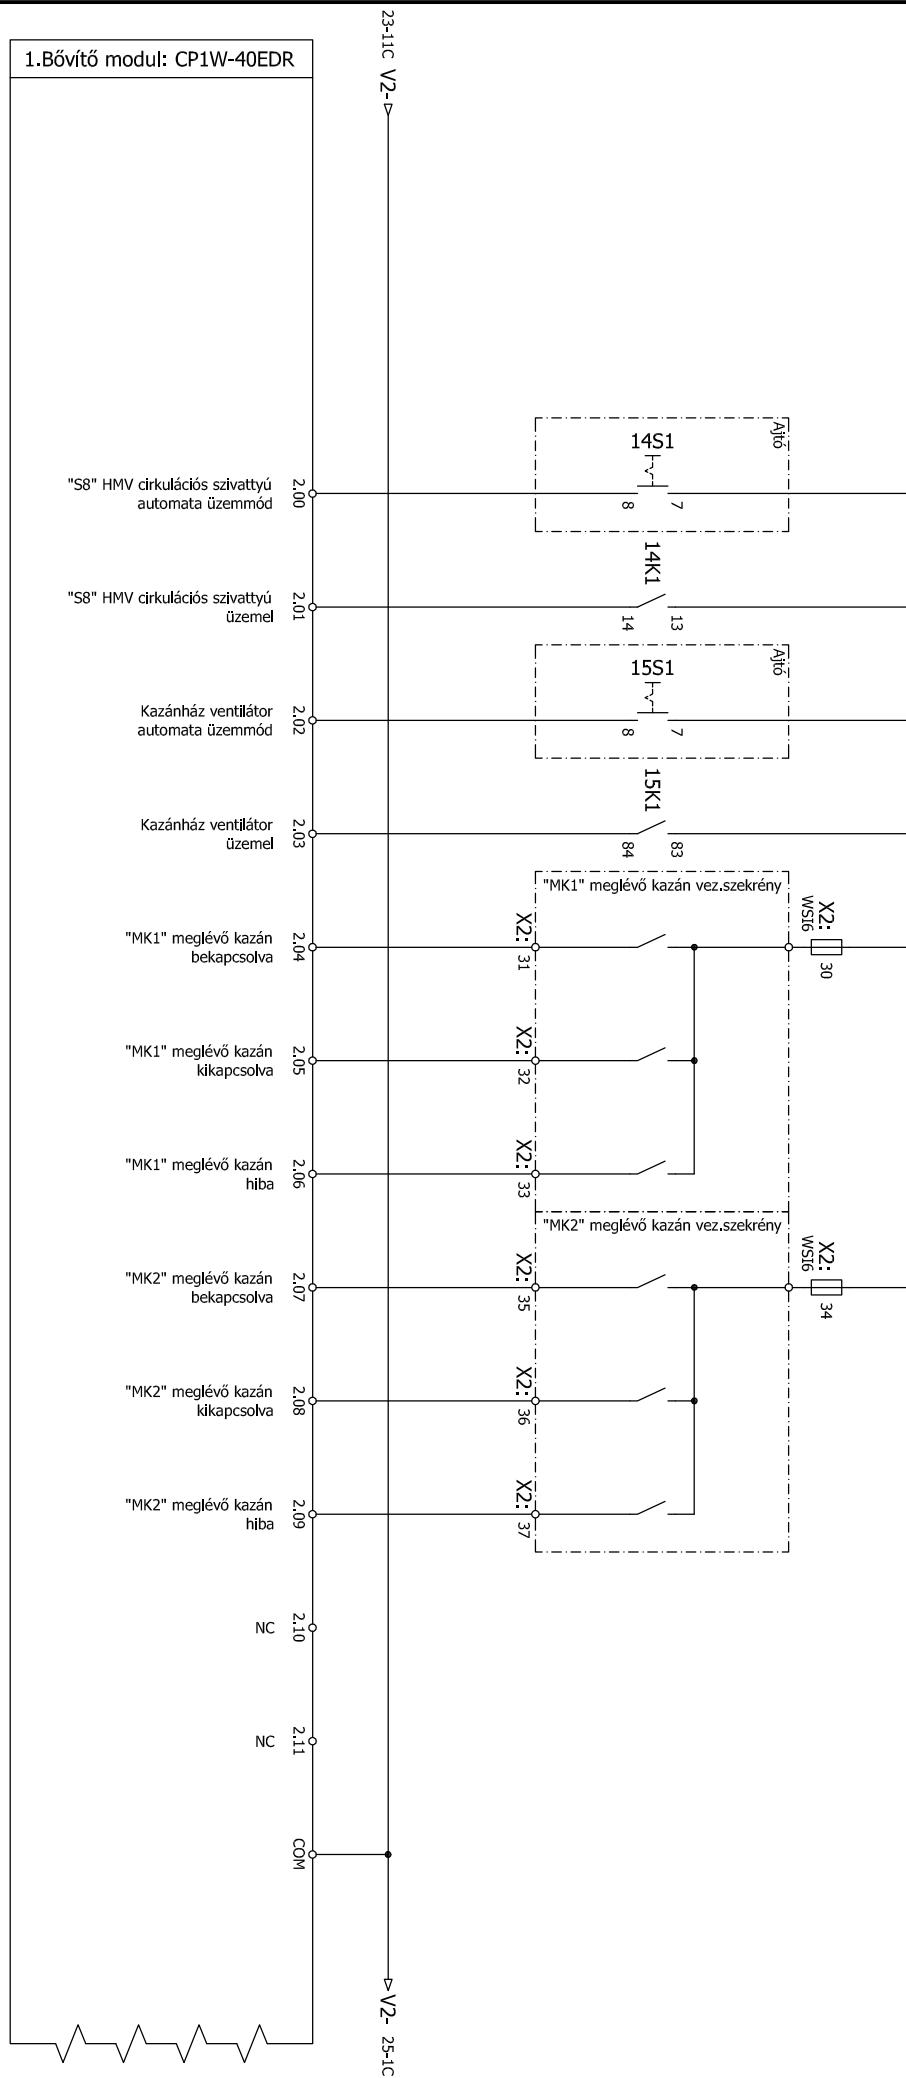 23-11C
V2-
1.Bővítő modul: CP1W-40EDR
Ajtó
14S1
"S8" HMV cirkulációs szivattyú
automata üzemmód
2.00
8
7
14K1
"S8" HMV cirkulációs szivattyú
üzemel
2.01
14
13
Ajtó
15S1
Kazánház ventilátor
automata üzemmód
2.02
8
7
15K1
Kazánház ventilátor
üzemel
2.03
84
83
"MK1" meglévő kazán vez.szekrény
X2:
WSI6
30
"MK1" meglévő kazán
bekapcsolva
2.04
X2:
31
"MK1" meglévő kazán
kikapcsolva
2.05
X2:
32
"MK1" meglévő kazán
hiba
2.06
X2:
33
"MK2" meglévő kazán vez.szekrény
X2:
WSI6
34
"MK2" meglévő kazán
bekapcsolva
2.07
X2:
35
"MK2" meglévő kazán
kikapcsolva
2.08
X2:
36
"MK2" meglévő kazán
hiba
2.09
X2:
37
NC
2.10
NC
2.11
COM
V2-
25-1C